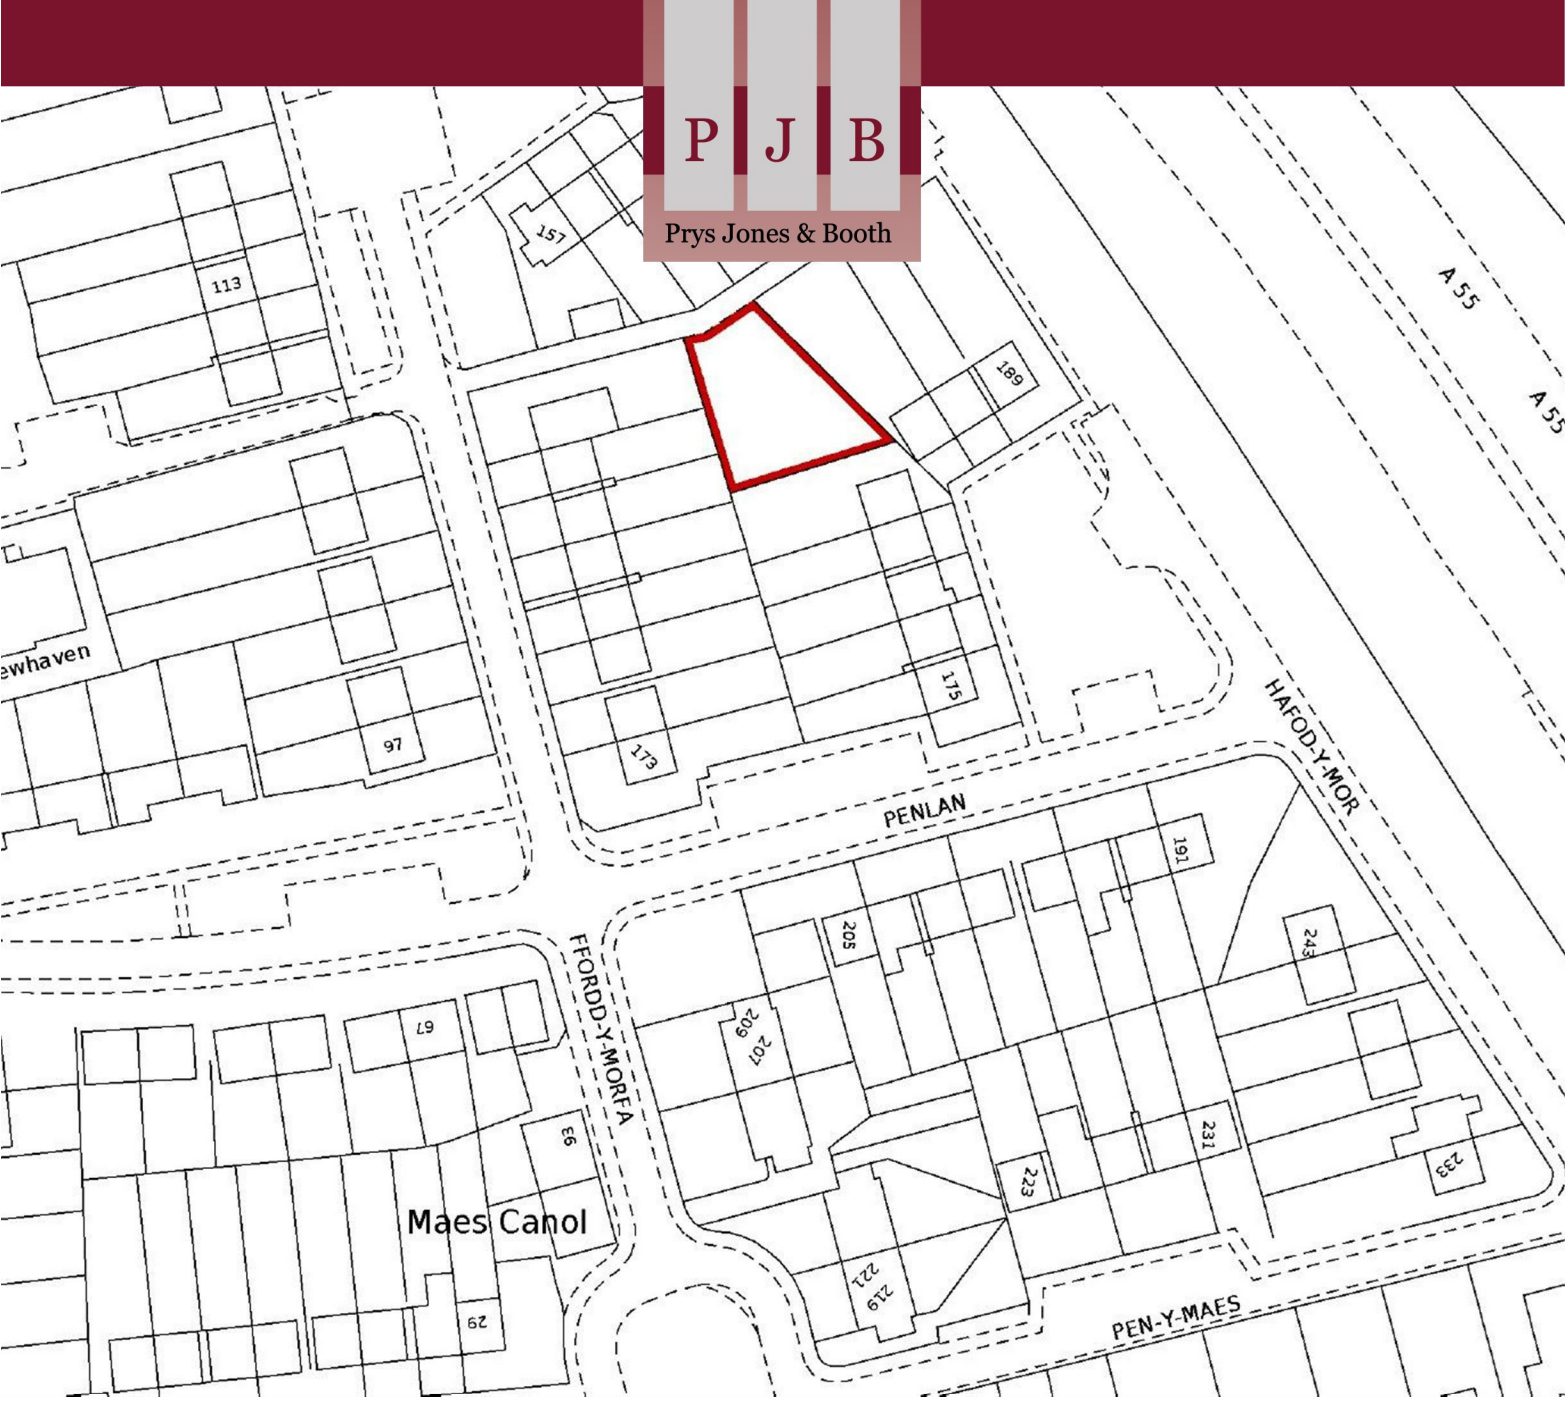 P J B
Prys Jones & Booth
157
113
A 55
189
A 55
ewhaven
175
97
173
HAFOD-Y-MOR
PENLAN
191
205
243
67
FFORDD-Y-MORFA
209
207
93
231
233
223
Maes Canol
221
219
29
PEN-Y-MAES